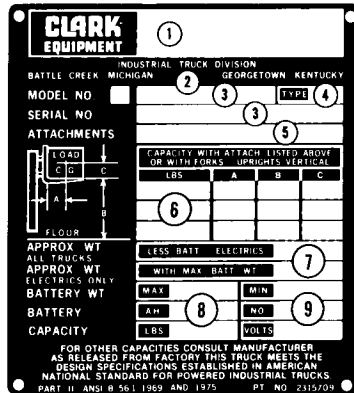 CLARK
EQUIPMENT
1
INDUSTRIAL TRUCK DIVISION
BATTLE CREEK MICHIGAN 2 GEORGETOWN KENTUCKY
MODEL NO 3 TYPE 4
SERIAL NO 3
ATTACHMENTS 5
CAPACITY WITH ATTACH LISTED ABOVE
OR WITH FORKS UPRIGHTS VERTICAL
LOAD
C G
C
A
B
FLOUR
LBS A B C
6
APPROX WT LESS BATT ELECTRICS 7
ALL TRUCKS
APPROX WT WITH MAX BATT WT
ELECTRICS ONLY
BATTERY WT MAX MIN
BATTERY AH 8 NO 9
CAPACITY LBS VOLTS
FOR OTHER CAPACITIES CONSULT MANUFACTURER
AS RELEASED FROM FACTORY THIS TRUCK MEETS THE
DESIGN SPECIFICATIONS ESTABLISHED IN AMERICAN
NATIONAL STANDARD FOR POWERED INDUSTRIAL TRUCKS
PART II ANSI B 56 1 1969 AND 1975 PT NO 2315709